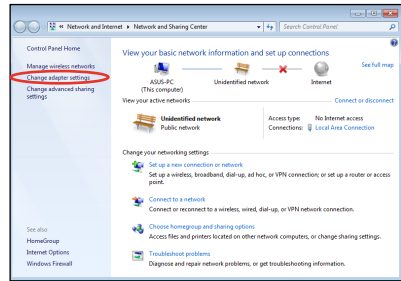 « Network and Internet ▸ Network and Sharing Center
Search Control Panel
Control Panel Home
Manage wireless networks
Change adapter settings
Change advanced sharing
settings
See also
HomeGroup
Internet Options
Windows Firewall
View your basic network information and set up connections
See full map
ASUS-PC
(This computer)
Unidentified network
Internet
View your active networks
Connect or disconnect
Unidentified network
Public network
Access type: No Internet access
Connections: Local Area Connection
Change your networking settings
Set up a new connection or network
Set up a wireless, broadband, dial-up, ad hoc, or VPN connection; or set up a router or access
point.
Connect to a network
Connect or reconnect to a wireless, wired, dial-up, or VPN network connection.
Choose homegroup and sharing options
Access files and printers located on other network computers, or change sharing settings.
Troubleshoot problems
Diagnose and repair network problems, or get troubleshooting information.